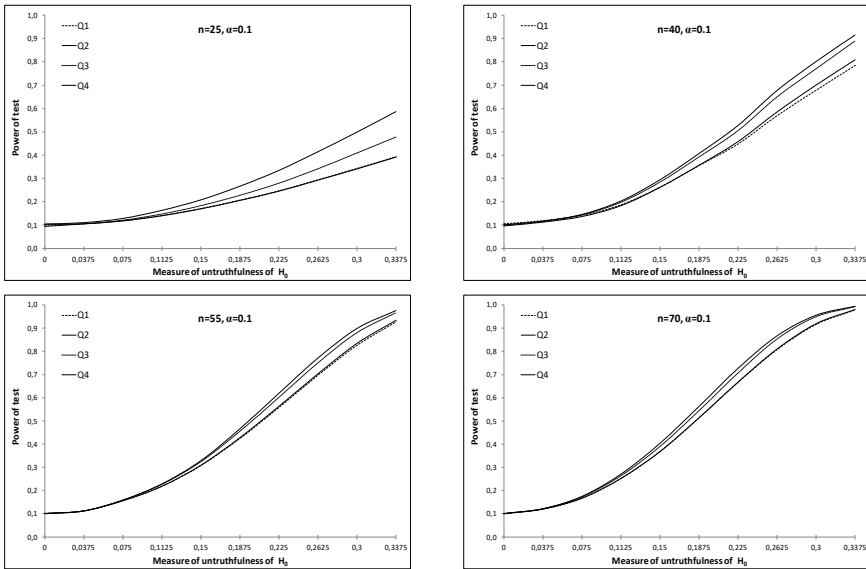 n=25, α=0.1
Q1
Q2
Q3
Q4
Power of test
1,0
0,9
0,8
0,7
0,6
0,5
0,4
0,3
0,2
0,1
0,0
0 0,0375 0,075 0,1125 0,15 0,1875 0,225 0,2625 0,3 0,3375
Measure of untruthfulness of H₀
n=40, α=0.1
Q1
Q2
Q3
Q4
Power of test
1,0
0,9
0,8
0,7
0,6
0,5
0,4
0,3
0,2
0,1
0,0
0 0,0375 0,075 0,1125 0,15 0,1875 0,225 0,2625 0,3 0,3375
Measure of untruthfulness of H₀
n=55, α=0.1
Q1
Q2
Q3
Q4
Power of test
1,0
0,9
0,8
0,7
0,6
0,5
0,4
0,3
0,2
0,1
0,0
0 0,0375 0,075 0,1125 0,15 0,1875 0,225 0,2625 0,3 0,3375
Measure of untruthfulness of H₀
n=70, α=0.1
Q1
Q2
Q3
Q4
Power of test
1,0
0,9
0,8
0,7
0,6
0,5
0,4
0,3
0,2
0,1
0,0
0 0,0375 0,075 0,1125 0,15 0,1875 0,225 0,2625 0,3 0,3375
Measure of untruthfulness of H₀